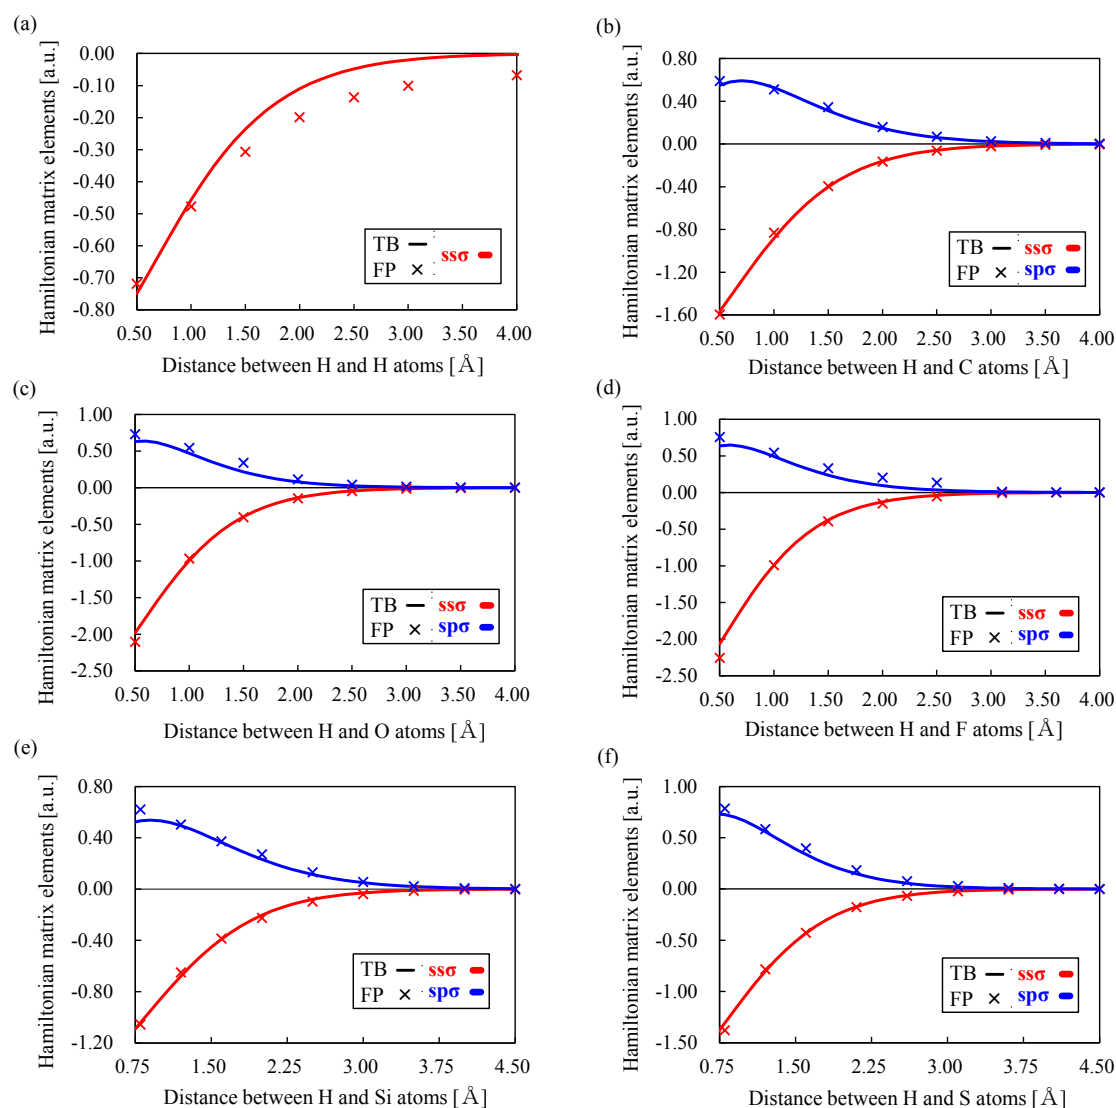 (a)
Hamiltonian matrix elements [a.u.]
0.00
-0.10
-0.20
-0.30
-0.40
-0.50
-0.60
-0.70
-0.80
TB ssσ
FP
0.50 1.00 1.50 2.00 2.50 3.00 4.00
Distance between H and H atoms [Å]
(b)
Hamiltonian matrix elements [a.u.]
0.80
0.40
0.00
-0.40
-0.80
-1.20
-1.60
TB ssσ
FP spσ
0.50 1.00 1.50 2.00 2.50 3.00 3.50 4.00
Distance between H and C atoms [Å]
(c)
Hamiltonian matrix elements [a.u.]
1.00
0.50
0.00
-0.50
-1.00
-1.50
-2.00
-2.50
TB ssσ
FP spσ
0.50 1.00 1.50 2.00 2.50 3.00 3.50 4.00
Distance between H and O atoms [Å]
(d)
Hamiltonian matrix elements [a.u.]
1.00
0.50
0.00
-0.50
-1.00
-1.50
-2.00
-2.50
TB ssσ
FP spσ
0.50 1.00 1.50 2.00 2.50 3.00 3.50 4.00
Distance between H and F atoms [Å]
(e)
Hamiltonian matrix elements [a.u.]
0.80
0.40
0.00
-0.40
-0.80
-1.20
TB ssσ
FP spσ
0.75 1.50 2.25 3.00 3.75 4.50
Distance between H and Si atoms [Å]
(f)
Hamiltonian matrix elements [a.u.]
1.00
0.50
0.00
-0.50
-1.00
-1.50
TB ssσ
FP spσ
0.75 1.50 2.25 3.00 3.75 4.50
Distance between H and S atoms [Å]